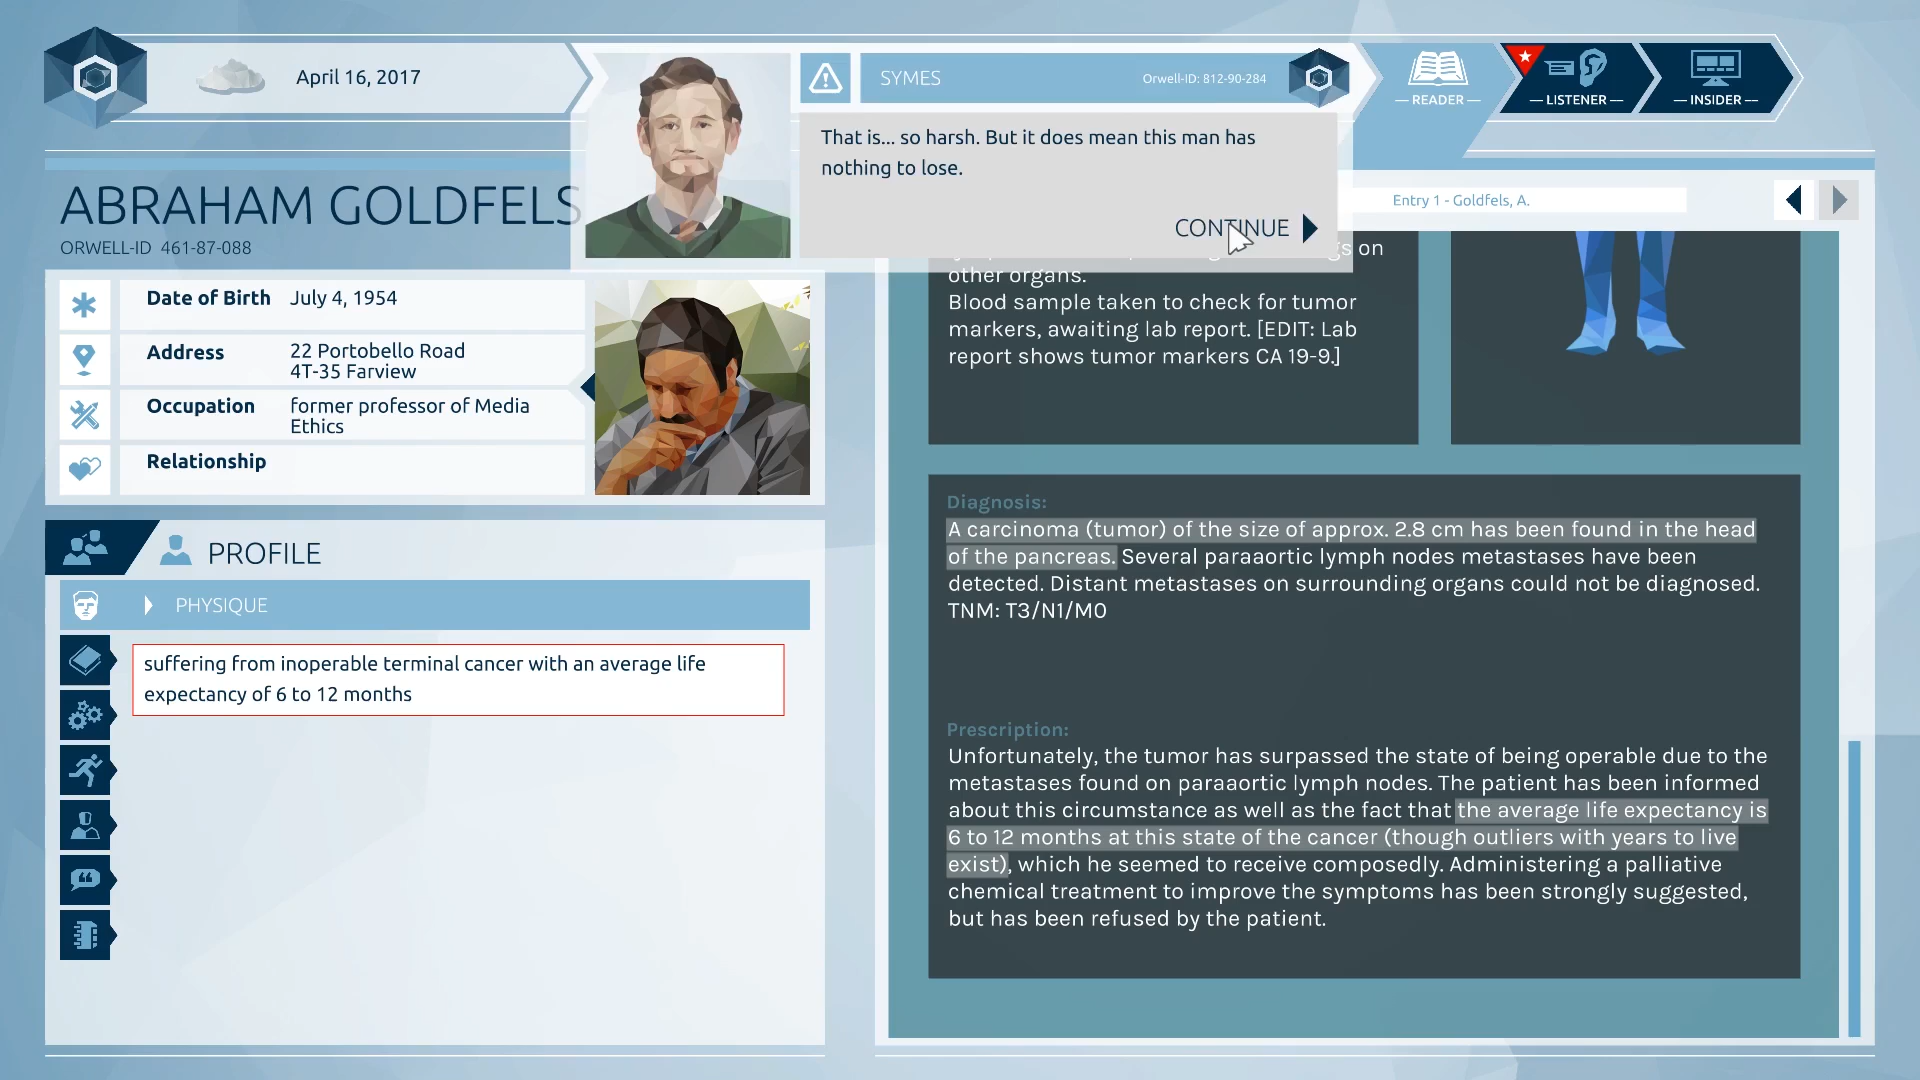 April 16, 2017
SYMES
Orwell-ID: 812-90-284
That is... so harsh. But it does mean this man has
nothing to lose.
CONTINUE
READER
LISTENER
INSIDER
ABRAHAM GOLDFELS
ORWELL-ID 461-87-088
Date of Birth July 4, 1954
Address 22 Portobello Road
4T-35 Farview
Occupation former professor of Media
Ethics
Relationship
PROFILE
PHYSIQUE
suffering from inoperable terminal cancer with an average life
expectancy of 6 to 12 months
Entry 1 - Goldfels, A.
on
other organs.
Blood sample taken to check for tumor
markers, awaiting lab report. [EDIT: Lab
report shows tumor markers CA 19-9.]
Diagnosis:
A carcinoma (tumor) of the size of approx. 2.8 cm has been found in the head
of the pancreas. Several paraaortic lymph nodes metastases have been
detected. Distant metastases on surrounding organs could not be diagnosed.
TNM: T3/N1/M0
Prescription:
Unfortunately, the tumor has surpassed the state of being operable due to the
metastases found on paraaortic lymph nodes. The patient has been informed
about this circumstance as well as the fact that the average life expectancy is
6 to 12 months at this state of the cancer (though outliers with years to live
exist), which he seemed to receive composedly. Administering a palliative
chemical treatment to improve the symptoms has been strongly suggested,
but has been refused by the patient.